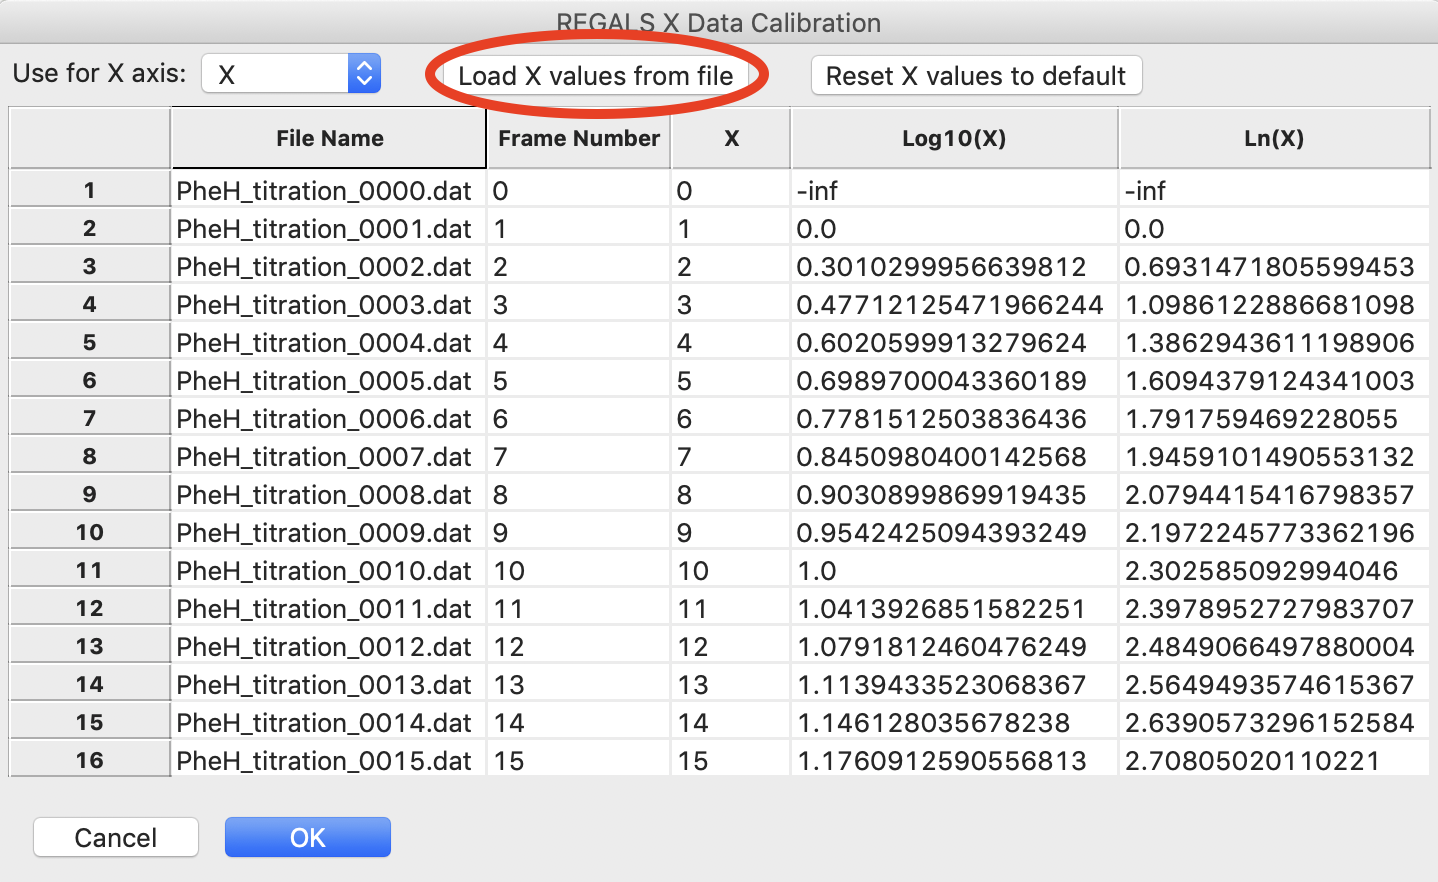 REGALS X Data Calibration
Use for X axis: X Load X values from file Reset X values to default
File Name Frame Number X Log10(X) Ln(X)
1 PheH_titration_0000.dat 0 0 -inf -inf
2 PheH_titration_0001.dat 1 1 0.0 0.0
3 PheH_titration_0002.dat 2 2 0.3010299956639812 0.6931471805599453
4 PheH_titration_0003.dat 3 3 0.47712125471966244 1.0986122886681098
5 PheH_titration_0004.dat 4 4 0.6020599913279624 1.3862943611198906
6 PheH_titration_0005.dat 5 5 0.6989700043360189 1.6094379124341003
7 PheH_titration_0006.dat 6 6 0.7781512503836436 1.791759469228055
8 PheH_titration_0007.dat 7 7 0.8450980400142568 1.9459101490553132
9 PheH_titration_0008.dat 8 8 0.9030899869919435 2.0794415416798357
10 PheH_titration_0009.dat 9 9 0.9542425094393249 2.1972245773362196
11 PheH_titration_0010.dat 10 10 1.0 2.302585092994046
12 PheH_titration_0011.dat 11 11 1.0413926851582251 2.3978952727983707
13 PheH_titration_0012.dat 12 12 1.0791812460476249 2.4849066497880004
14 PheH_titration_0013.dat 13 13 1.1139433523068367 2.5649493574615367
15 PheH_titration_0014.dat 14 14 1.146128035678238 2.6390573296152584
16 PheH_titration_0015.dat 15 15 1.1760912590556813 2.70805020110221
Cancel OK